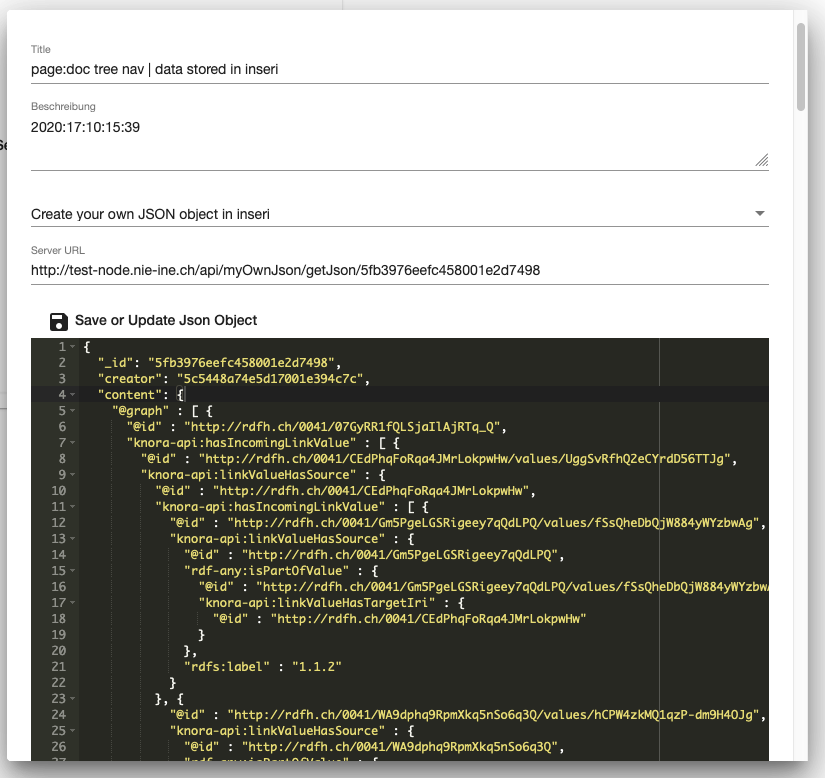 Title
page:doc tree nav | data stored in inseri
Beschreibung
2020:17:10:15:39
Create your own JSON object in inseri
Server URL
http://test-node.nie-ine.ch/api/myOwnJson/getJson/5fb3976eefc458001e2d7498
Save or Update Json Object
1 {
2 "_id": "5fb3976eefc458001e2d7498",
3 "creator": "5c5448a74e5d17001e394c7c",
4 "content": {
5 "@graph" : [ {
6 "@id" : "http://rdfh.ch/0041/07GyRR1fQLSjaIlAjRTq_Q",
7 "knora-api:hasIncomingLinkValue" : [ {
8 "@id" : "http://rdfh.ch/0041/CEdPhqFoRqa4JMrLokpwHw/values/UggSvRfhQ2eCYrdD56TTJg",
9 "knora-api:linkValueHasSource" : {
10 "@id" : "http://rdfh.ch/0041/CEdPhqFoRqa4JMrLokpwHw",
11 "knora-api:hasIncomingLinkValue" : [ {
12 "@id" : "http://rdfh.ch/0041/Gm5PgeLGSRigeey7qQdLPQ/values/fSsQheDbQjW884yWYzbwAg",
13 "knora-api:linkValueHasSource" : {
14 "@id" : "http://rdfh.ch/0041/Gm5PgeLGSRigeey7qQdLPQ",
15 "rdf-any:isPartOfValue" : {
16 "@id" : "http://rdfh.ch/0041/Gm5PgeLGSRigeey7qQdLPQ/values/fSsQheDbQjW884yWYzbw
17 "knora-api:linkValueHasTargetIri" : {
18 "@id" : "http://rdfh.ch/0041/CEdPhqFoRqa4JMrLokpwHw"
19 }
20 },
21 "rdfs:label" : "1.1.2"
22 }
23 }, {
24 "@id" : "http://rdfh.ch/0041/WA9dphq9RpmXkq5nSo6q3Q/values/hCPW4zkMQ1qzP-dm9H4OJg",
25 "knora-api:linkValueHasSource" : {
26 "@id" : "http://rdfh.ch/0041/WA9dphq9RpmXkq5nSo6q3Q",